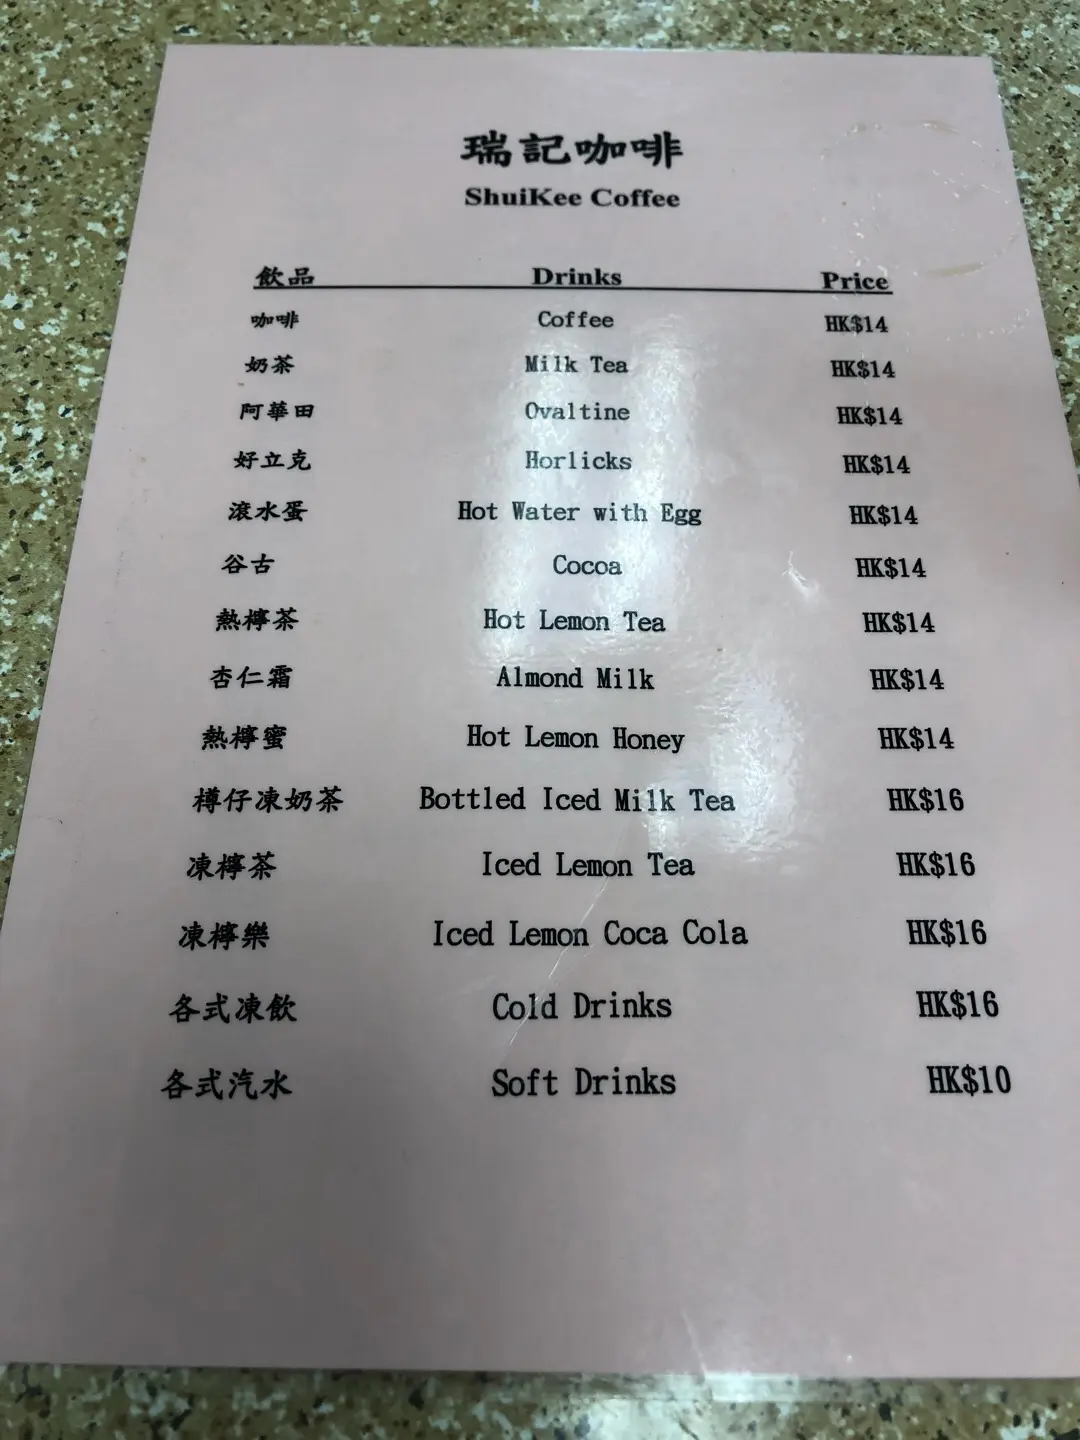 瑞記咖啡
ShuiKee Coffee
飲品 Drinks Price
咖啡 Coffee HK$14
奶茶 Milk Tea HK$14
阿華田 Ovaltine HK$14
好立克 Horlicks HK$14
滾水蛋 Hot Water with Egg HK$14
谷古 Cocoa HK$14
熱檸茶 Hot Lemon Tea HK$14
杏仁霜 Almond Milk HK$14
熱檸蜜 Hot Lemon Honey HK$14
樽仔凍奶茶 Bottled Iced Milk Tea HK$16
凍檸茶 Iced Lemon Tea HK$16
凍檸樂 Iced Lemon Coca Cola HK$16
各式凍飲 Cold Drinks HK$16
各式汽水 Soft Drinks HK$10